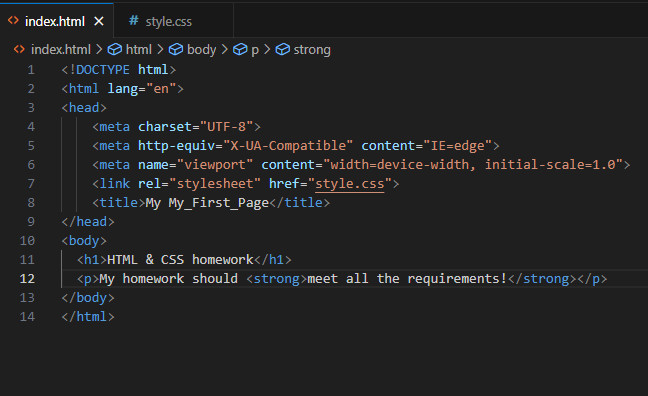 index.html × # style.css
index.html > html > body > p > strong
1 <!DOCTYPE html>
2 <html lang="en">
3 <head>
4 <meta charset="UTF-8">
5 <meta http-equiv="X-UA-Compatible" content="IE=edge">
6 <meta name="viewport" content="width=device-width, initial-scale=1.0">
7 <link rel="stylesheet" href="style.css">
8 <title>My My_First_Page</title>
9 </head>
10 <body>
11 <h1>HTML & CSS homework</h1>
12 <p>My homework should <strong>meet all the requirements!</strong></p>
13 </body>
14 </html>